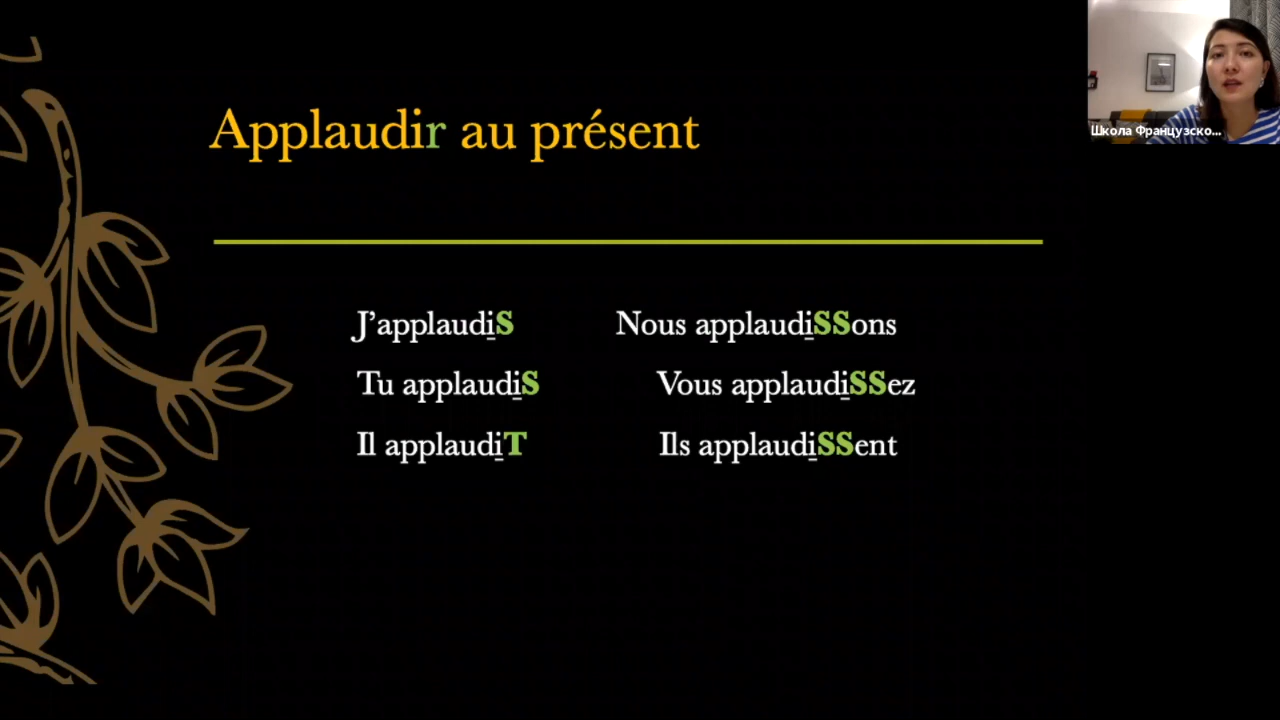 Applaudir au présent
J’applaudiS
Nous applaudiSSons
Tu applaudiS
Vous applaudiSSez
Il applaudiT
Ils applaudiSSent
Школа Французско...